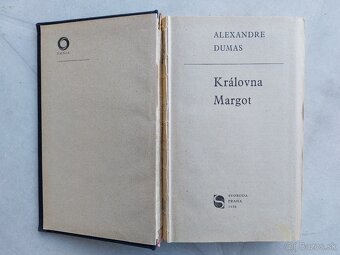 ALEXANDRE
DUMAS
Královna
Margot
SVOBODA
PRAHA